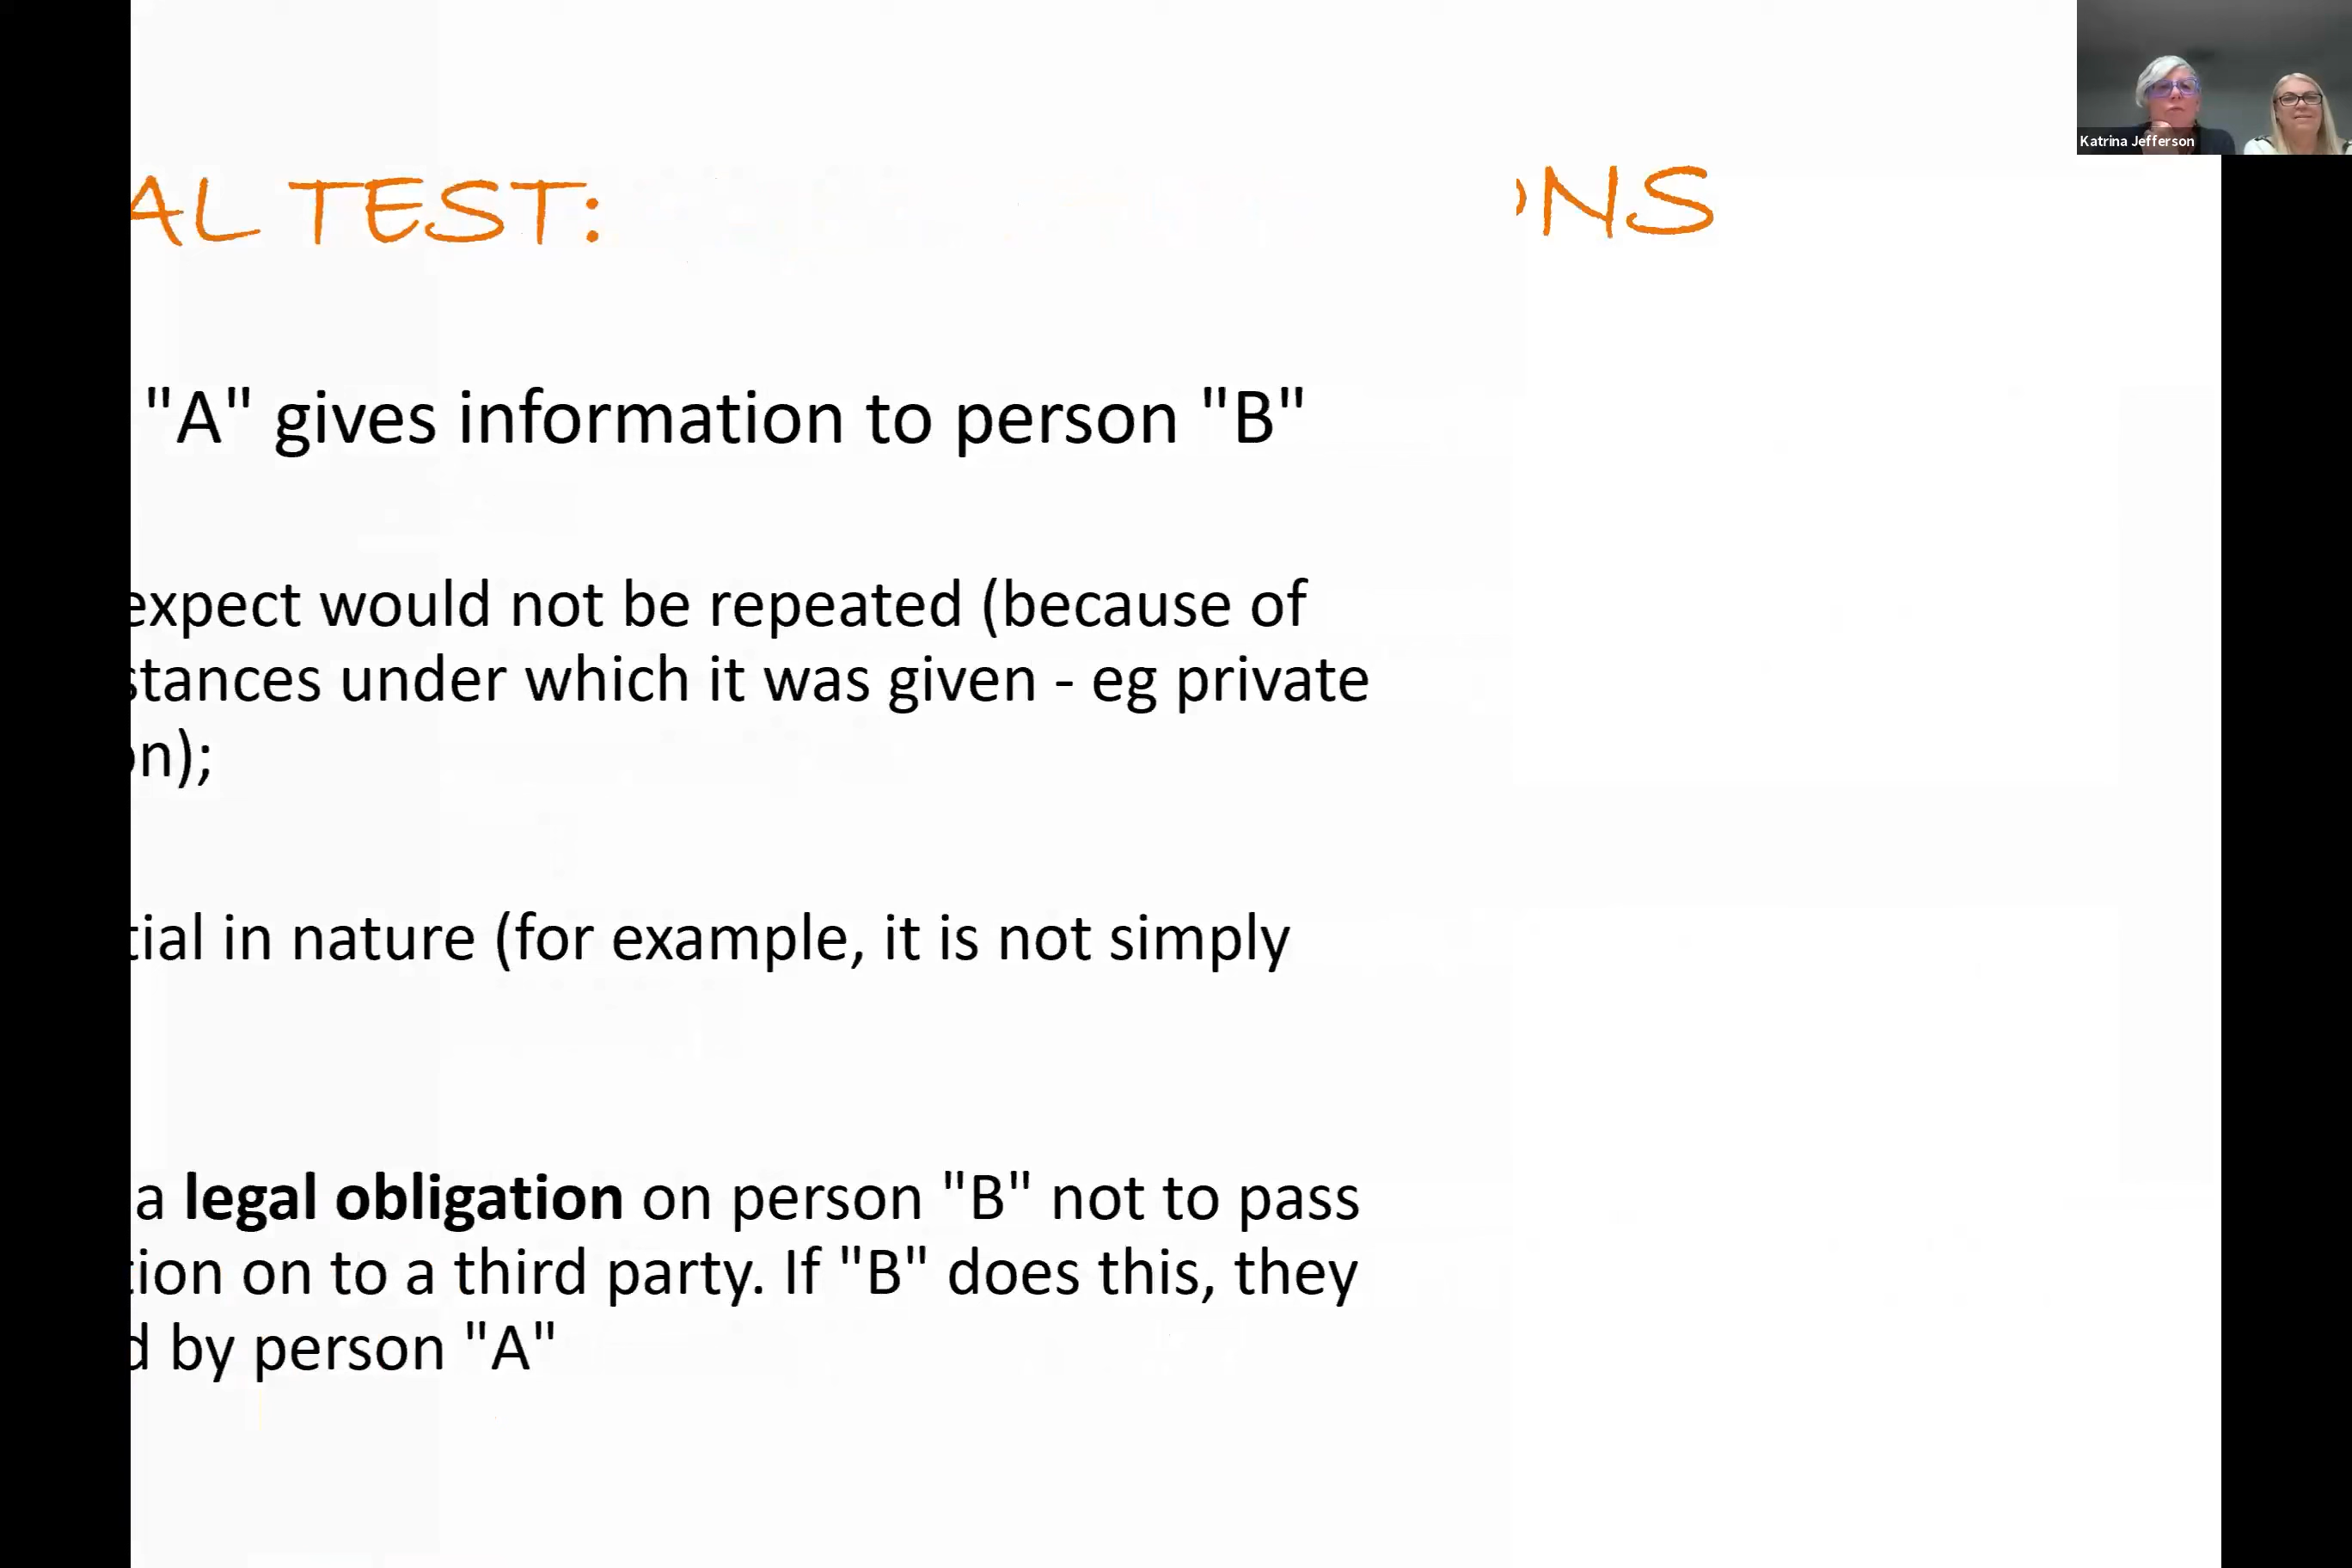 Katrina Jefferson
AL TEST:
NS
"A" gives information to person "B"
expect would not be repeated (because of
stances under which it was given - eg private
on);
tial in nature (for example, it is not simply
a legal obligation on person "B" not to pass
tion on to a third party. If "B" does this, they
d by person "A"